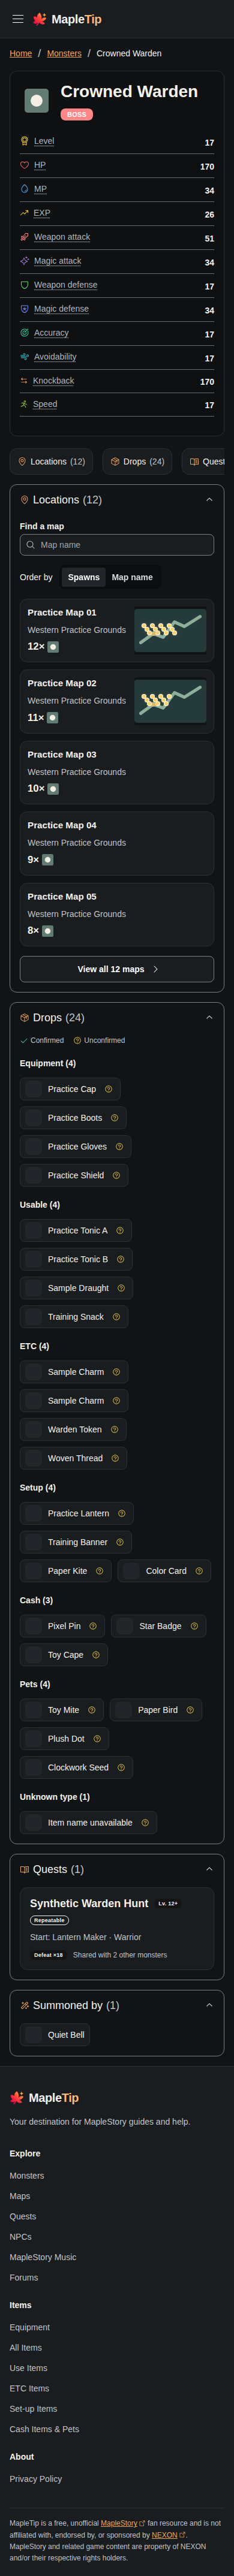 MapleTip
Home / Monsters / Crowned Warden
Crowned Warden
BOSS
Level 17
HP 170
MP 34
EXP 26
Weapon attack 51
Magic attack 34
Weapon defense 17
Magic defense 34
Accuracy 17
Avoidability 17
Knockback 170
Speed 17
Locations (12) Drops (24) Quest
Locations (12)
Find a map
Map name
Order by Spawns Map name
Practice Map 01
Western Practice Grounds
12×
Practice Map 02
Western Practice Grounds
11×
Practice Map 03
Western Practice Grounds
10×
Practice Map 04
Western Practice Grounds
9×
Practice Map 05
Western Practice Grounds
8×
View all 12 maps
Drops (24)
Confirmed Unconfirmed
Equipment (4)
Practice Cap
Practice Boots
Practice Gloves
Practice Shield
Usable (4)
Practice Tonic A
Practice Tonic B
Sample Draught
Training Snack
ETC (4)
Sample Charm
Sample Charm
Warden Token
Woven Thread
Setup (4)
Practice Lantern
Training Banner
Paper Kite Color Card
Cash (3)
Pixel Pin Star Badge
Toy Cape
Pets (4)
Toy Mite Paper Bird
Plush Dot
Clockwork Seed
Unknown type (1)
Item name unavailable
Quests (1)
Synthetic Warden Hunt Lv. 12+
Repeatable
Start: Lantern Maker · Warrior
Defeat ×18 Shared with 2 other monsters
Summoned by (1)
Quiet Bell
MapleTip
Your destination for MapleStory guides and help.
Explore
Monsters
Maps
Quests
NPCs
MapleStory Music
Forums
Items
Equipment
All Items
Use Items
ETC Items
Set-up Items
Cash Items & Pets
About
Privacy Policy
MapleTip is a free, unofficial MapleStory fan resource and is not
affiliated with, endorsed by, or sponsored by NEXON.
MapleStory and related game content are property of NEXON
and/or their respective rights holders.